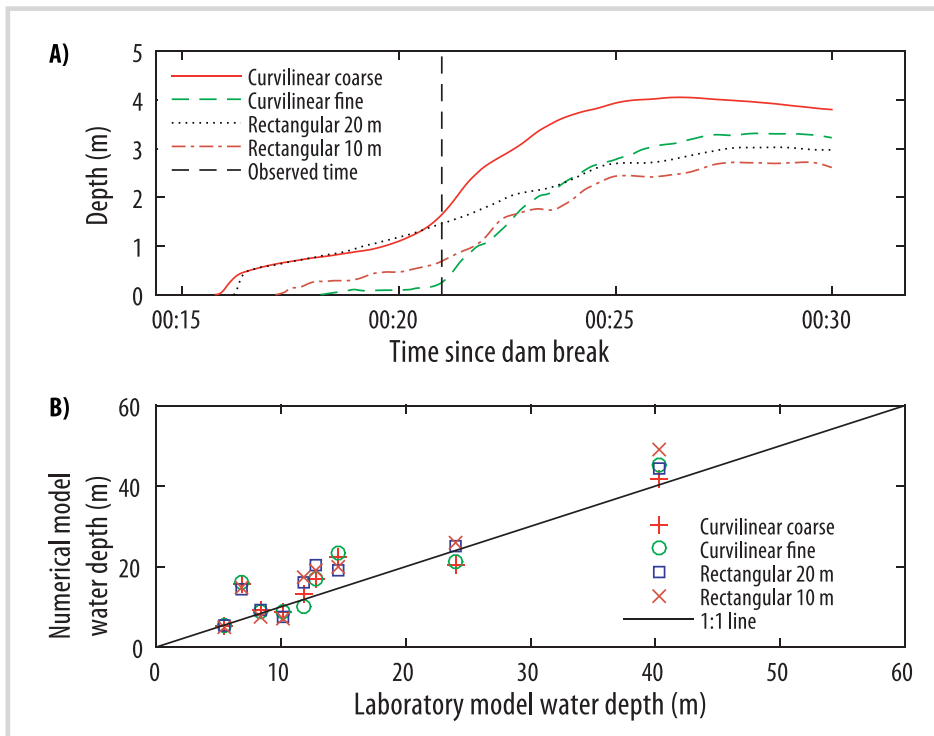 A)
Depth (m)
5
4
3
2
1
0
Curvilinear coarse
Curvilinear fine
Rectangular 20 m
Rectangular 10 m
Observed time
00:15 00:20 00:25 00:30
Time since dam break
B)
Numerical model
water depth (m)
60
40
20
0
Curvilinear coarse
Curvilinear fine
Rectangular 20 m
Rectangular 10 m
1:1 line
0 10 20 30 40 50 60
Laboratory model water depth (m)